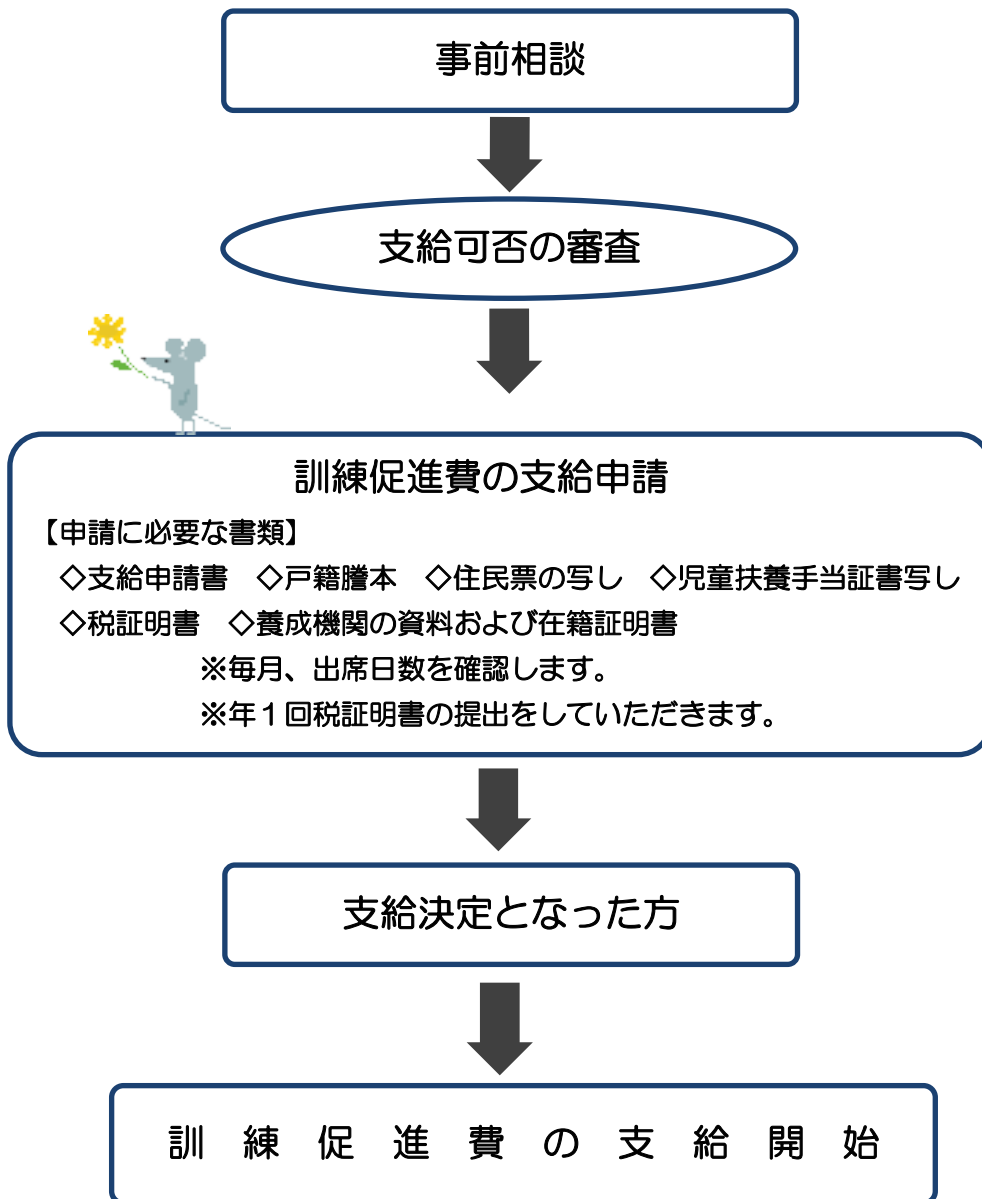 事前相談
支給可否の審査
訓練促進費の支給申請
【申請に必要な書類】
◇支給申請書　◇戸籍謄本　◇住民票の写し　◇児童扶養手当証書写し
◇税証明書　◇養成機関の資料および在籍証明書
※毎月、出席日数を確認します。
※年１回税証明書の提出をしていただきます。
支給決定となった方
訓　練　促　進　費　の　支　給　開　始